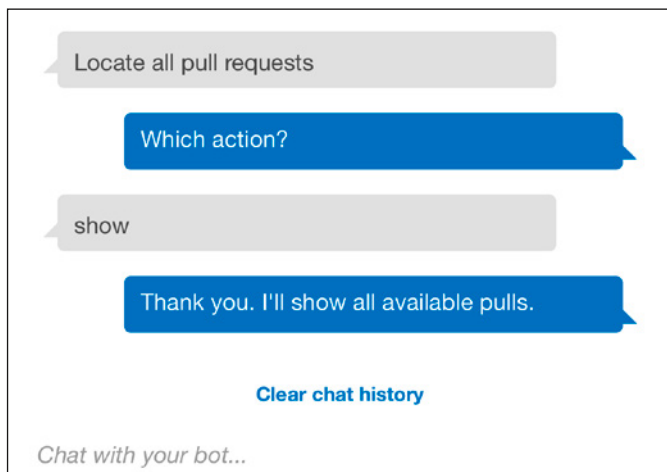 Locate all pull requests
Which action?
show
Thank you. I'll show all available pulls.
Clear chat history
Chat with your bot...